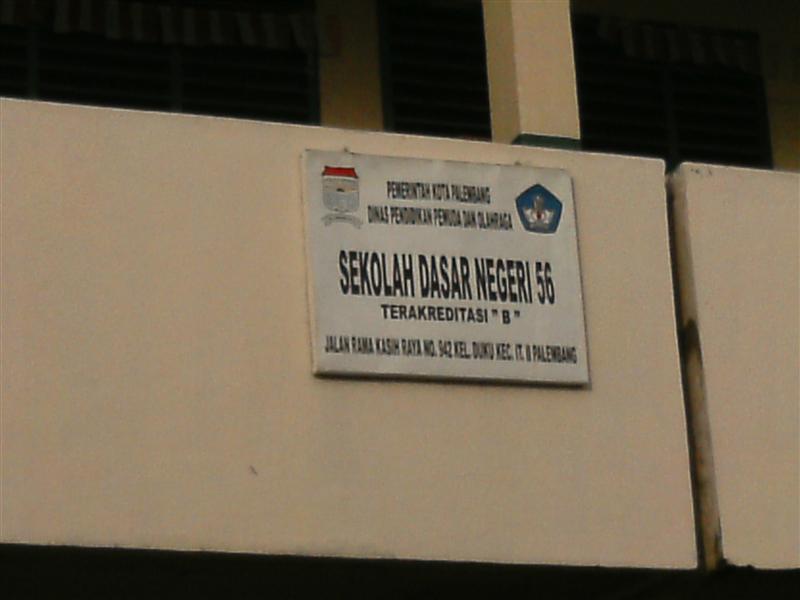 PEMERINTAH KOTA PALEMBANG
DINAS PENDIDIKAN PEMUDA DAN OLAHRAGA
SEKOLAH DASAR NEGERI 56
TERAKREDITASI " B "
JALAN RAMA KASIH RAYA NO. 942 KEL. DUKU KEC. IT. II PALEMBANG